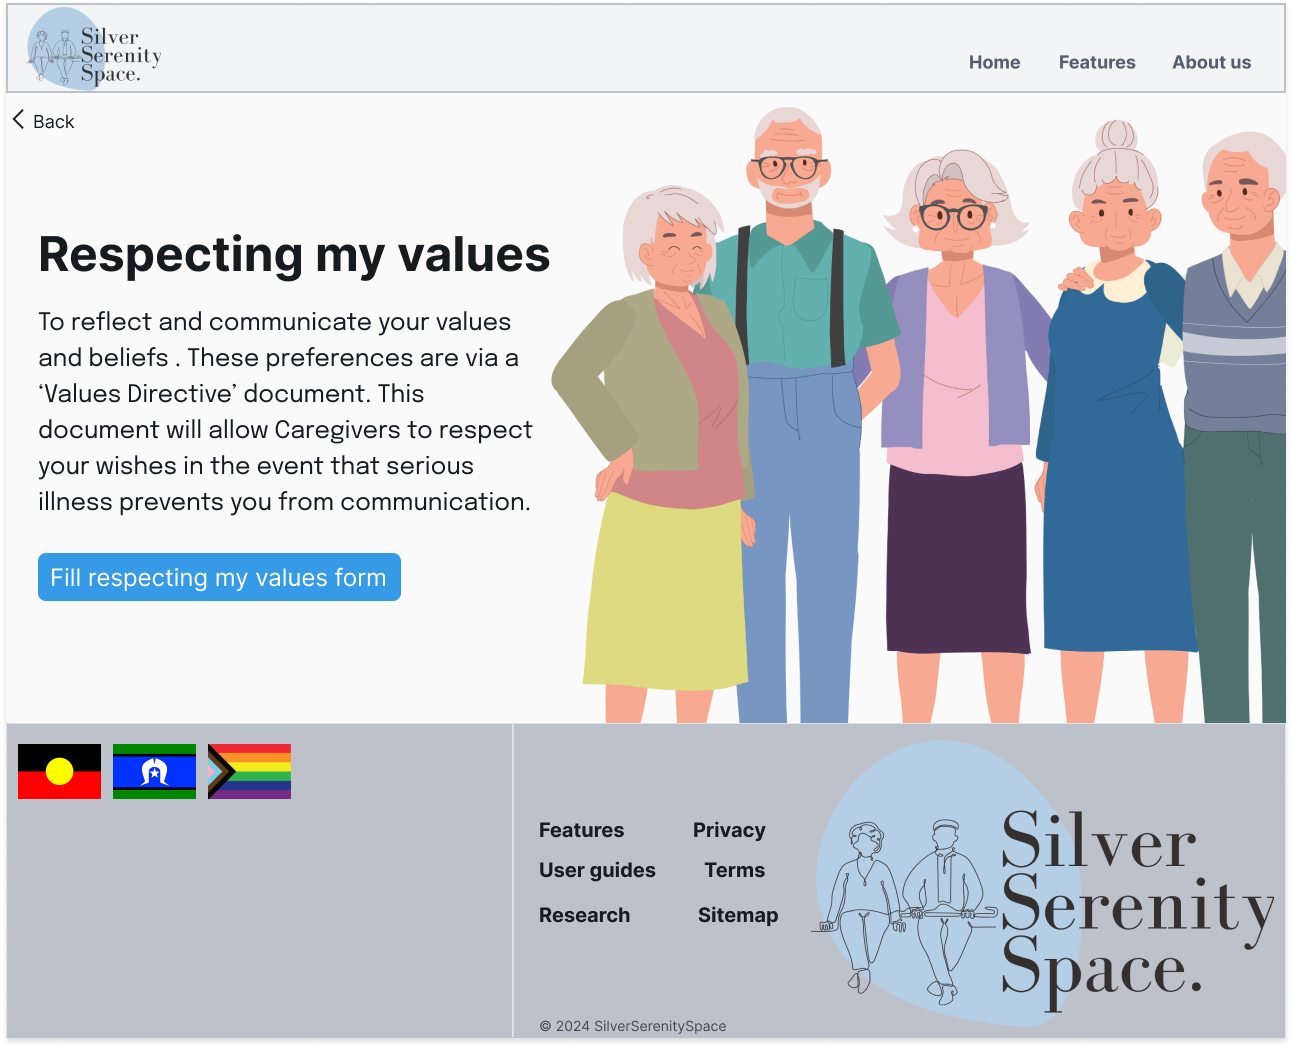 Silver
Serenity
Space.
Home
Features
About us
Back
Respecting my values
To reflect and communicate your values
and beliefs . These preferences are via a
‘Values Directive’ document. This
document will allow Caregivers to respect
your wishes in the event that serious
illness prevents you from communication.
Fill respecting my values form
Features
Privacy
User guides
Terms
Research
Sitemap
© 2024 SilverSerenitySpace
Silver
Serenity
Space.